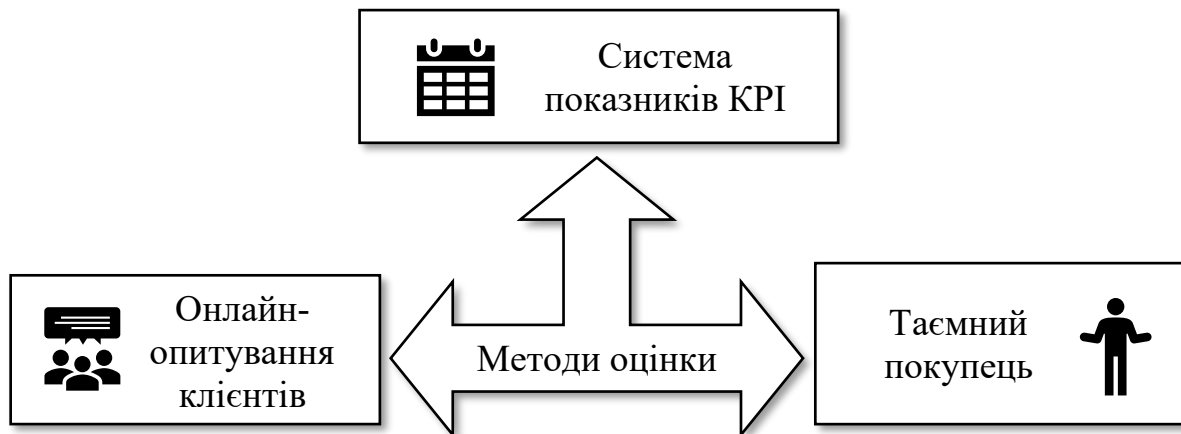 Система
показників КРІ
Онлайн-
опитування
клієнтів
Методи оцінки
Таємний
покупець